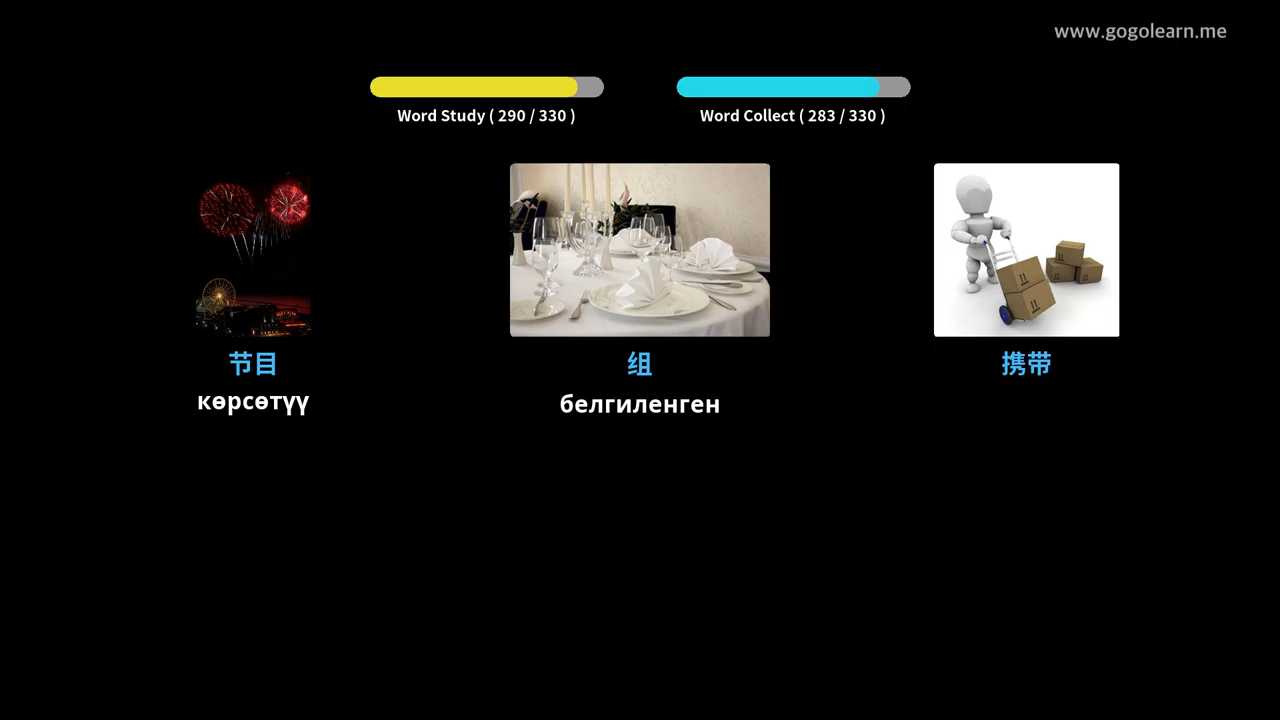 www.gogolearn.me
Word Study ( 290 / 330 )
Word Collect ( 283 / 330 )
节目
组
携带
көрсөтүү
белгиленген